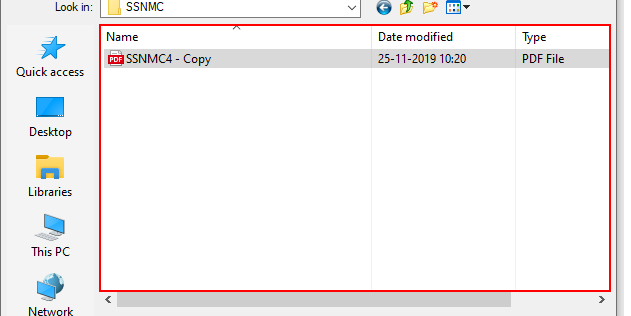 Look in: SSNMC
Name Date modified Type
PDF SSNMC4 - Copy 25-11-2019 10:20 PDF File
Quick access
Desktop
Libraries
This PC
Network